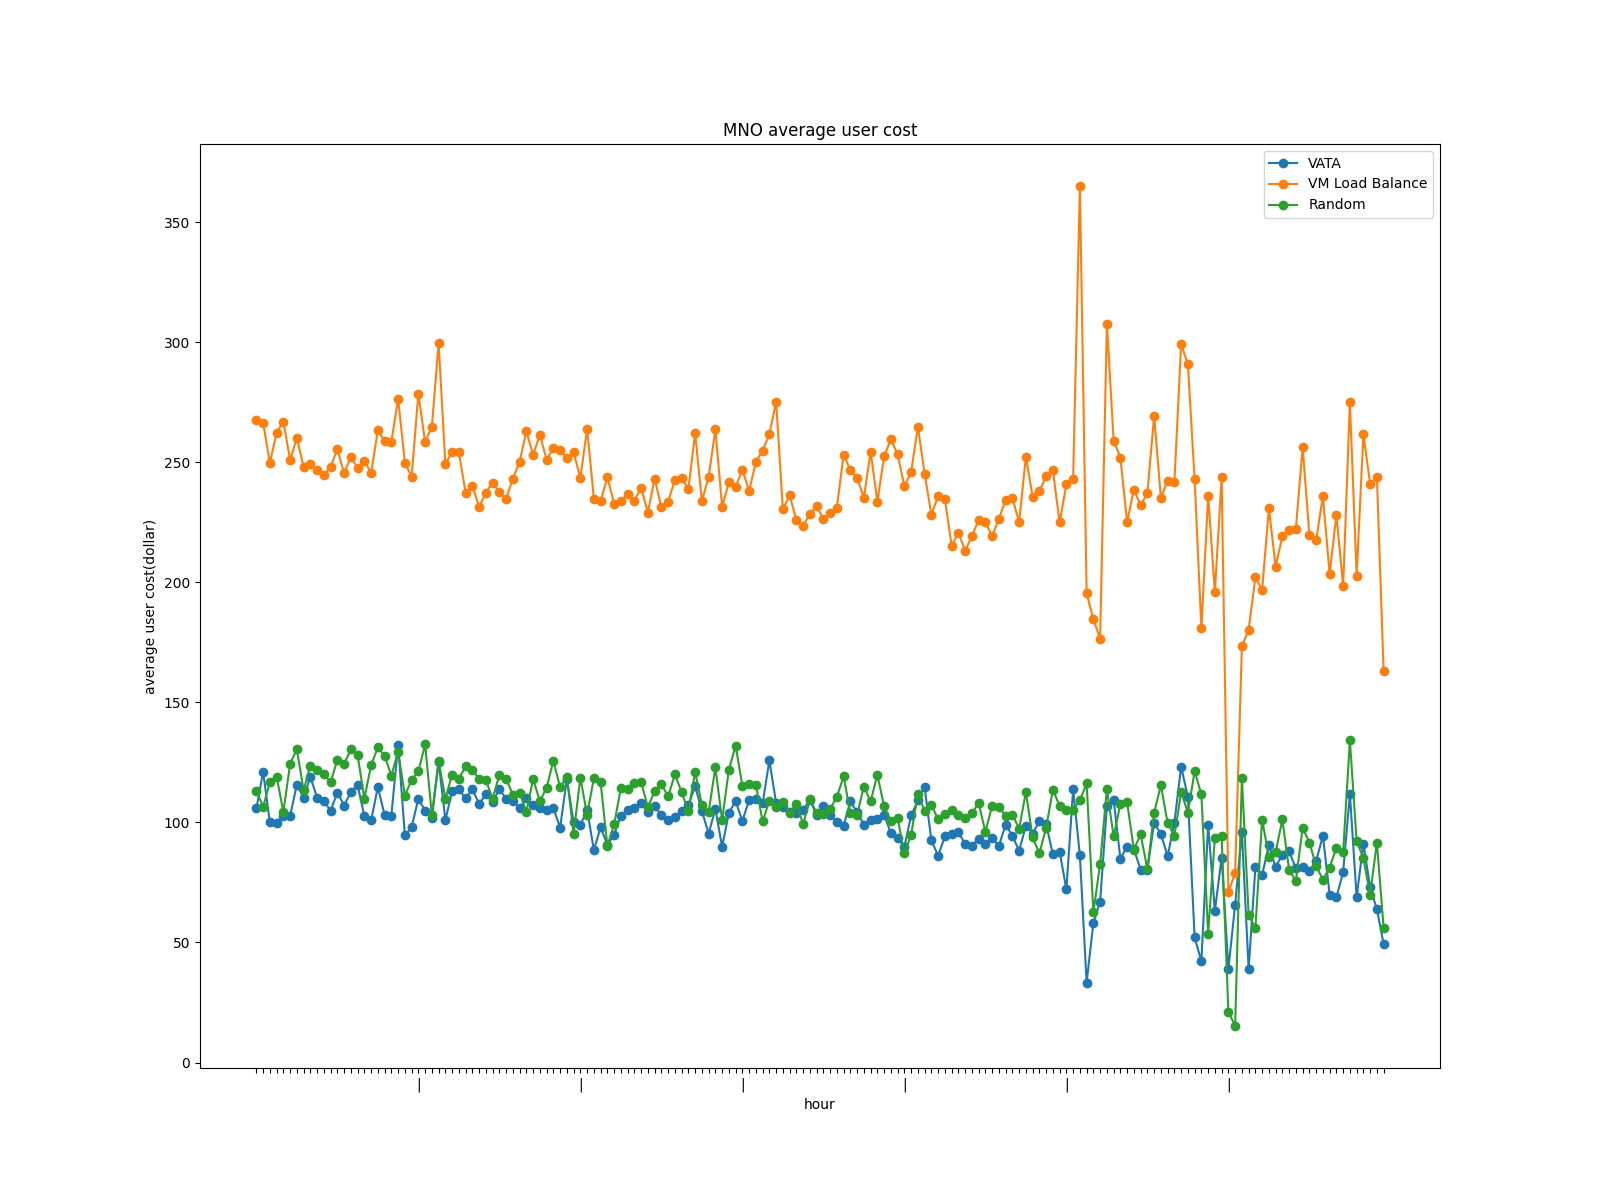 MNO average user cost
VATA
VM Load Balance
Random
350
300
250
200
150
100
50
0
average user cost(dollar)
| | | | | |
hour